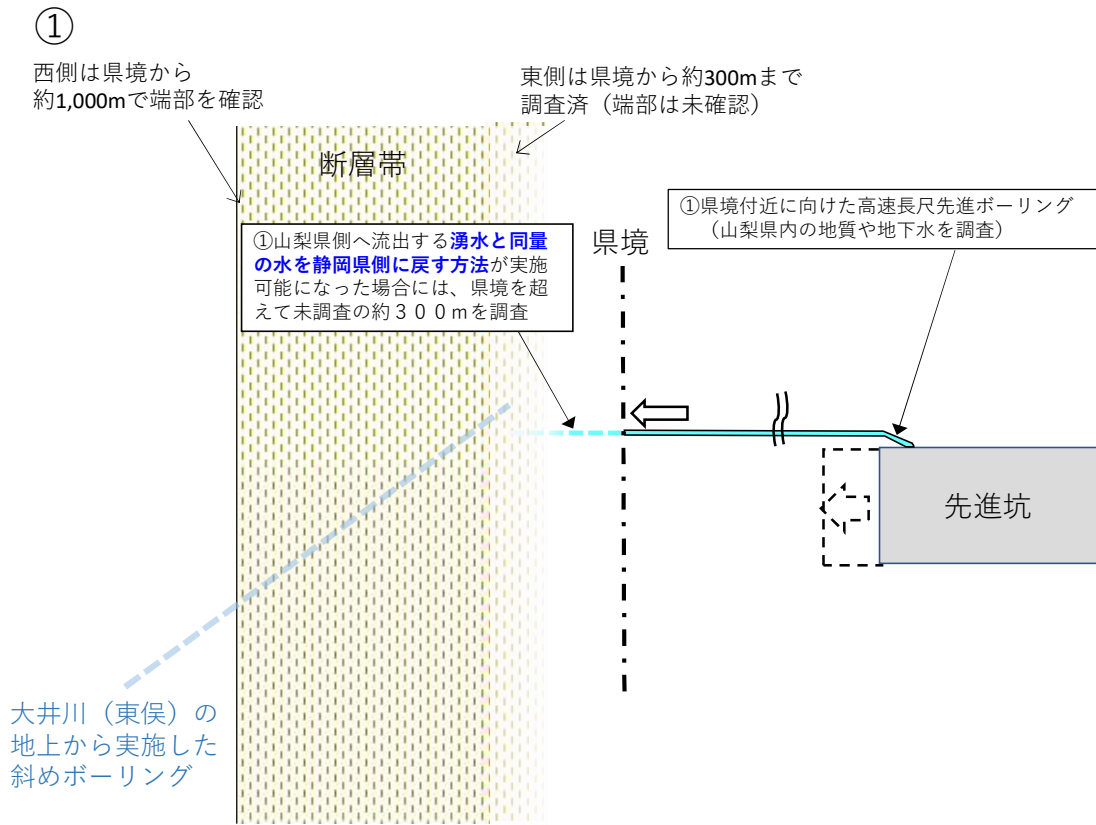 ①
西側は県境から
約1,000mで端部を確認
東側は県境から約300mまで
調査済（端部は未確認）
断層帯
①県境付近に向けた高速長尺先進ボーリング
（山梨県内の地質や地下水を調査）
①山梨県側へ流出する湧水と同量
の水を静岡県側に戻す方法が実施
可能になった場合には、県境を超
えて未調査の約３００ｍを調査
県境
先進坑
大井川（東俣）の
地上から実施した
斜めボーリング